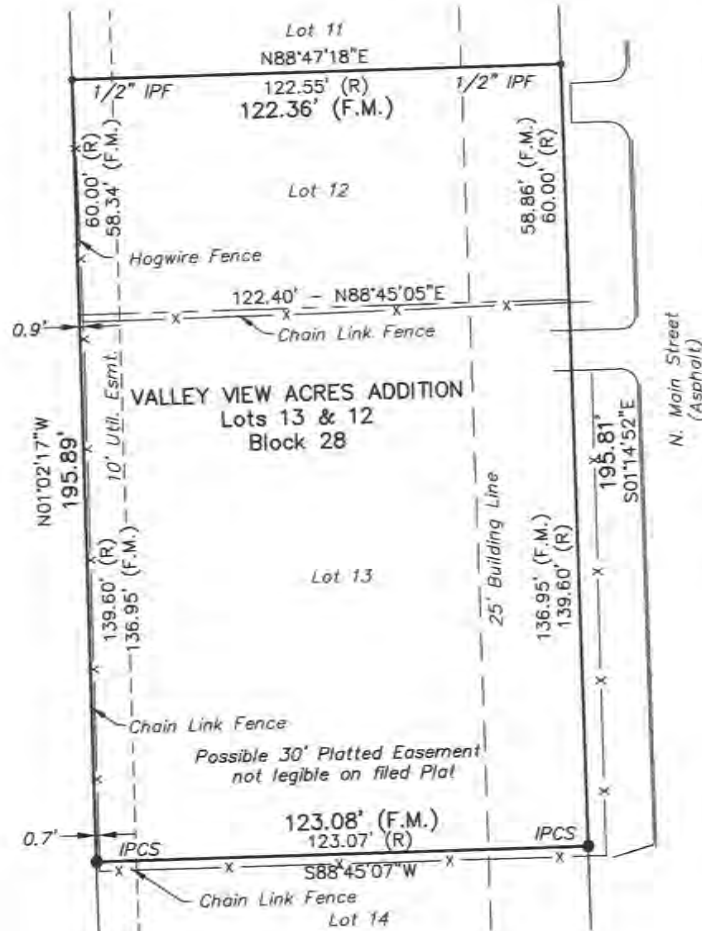 Lot 11
N88°47'18"E
1/2" IPF
122.55' (R)
1/2" IPF
122.36' (F.M.)
60.00' (R)
58.34' (F.M.)
58.86' (F.M.)
60.00' (R)
Lot 12
Hogwire Fence
122.40' - N88°45'05"E
Chain Link Fence
0.9'
N. Main Street
(Asphalt)
VALLEY VIEW ACRES ADDITION
Lots 13 & 12
Block 28
N01°02'17"W
195.89'
10' Util. Esmt.
195.81'
S01°14'52"E
25' Building Line
Lot 13
139.60' (R)
136.95' (F.M.)
136.95' (F.M.)
139.60' (R)
Chain Link Fence
Possible 30' Platted Easement
not legible on filed Plat
123.08' (F.M.)
0.7'
IPCS
123.07' (R)
IPCS
S88°45'07"W
Chain Link Fence
Lot 14